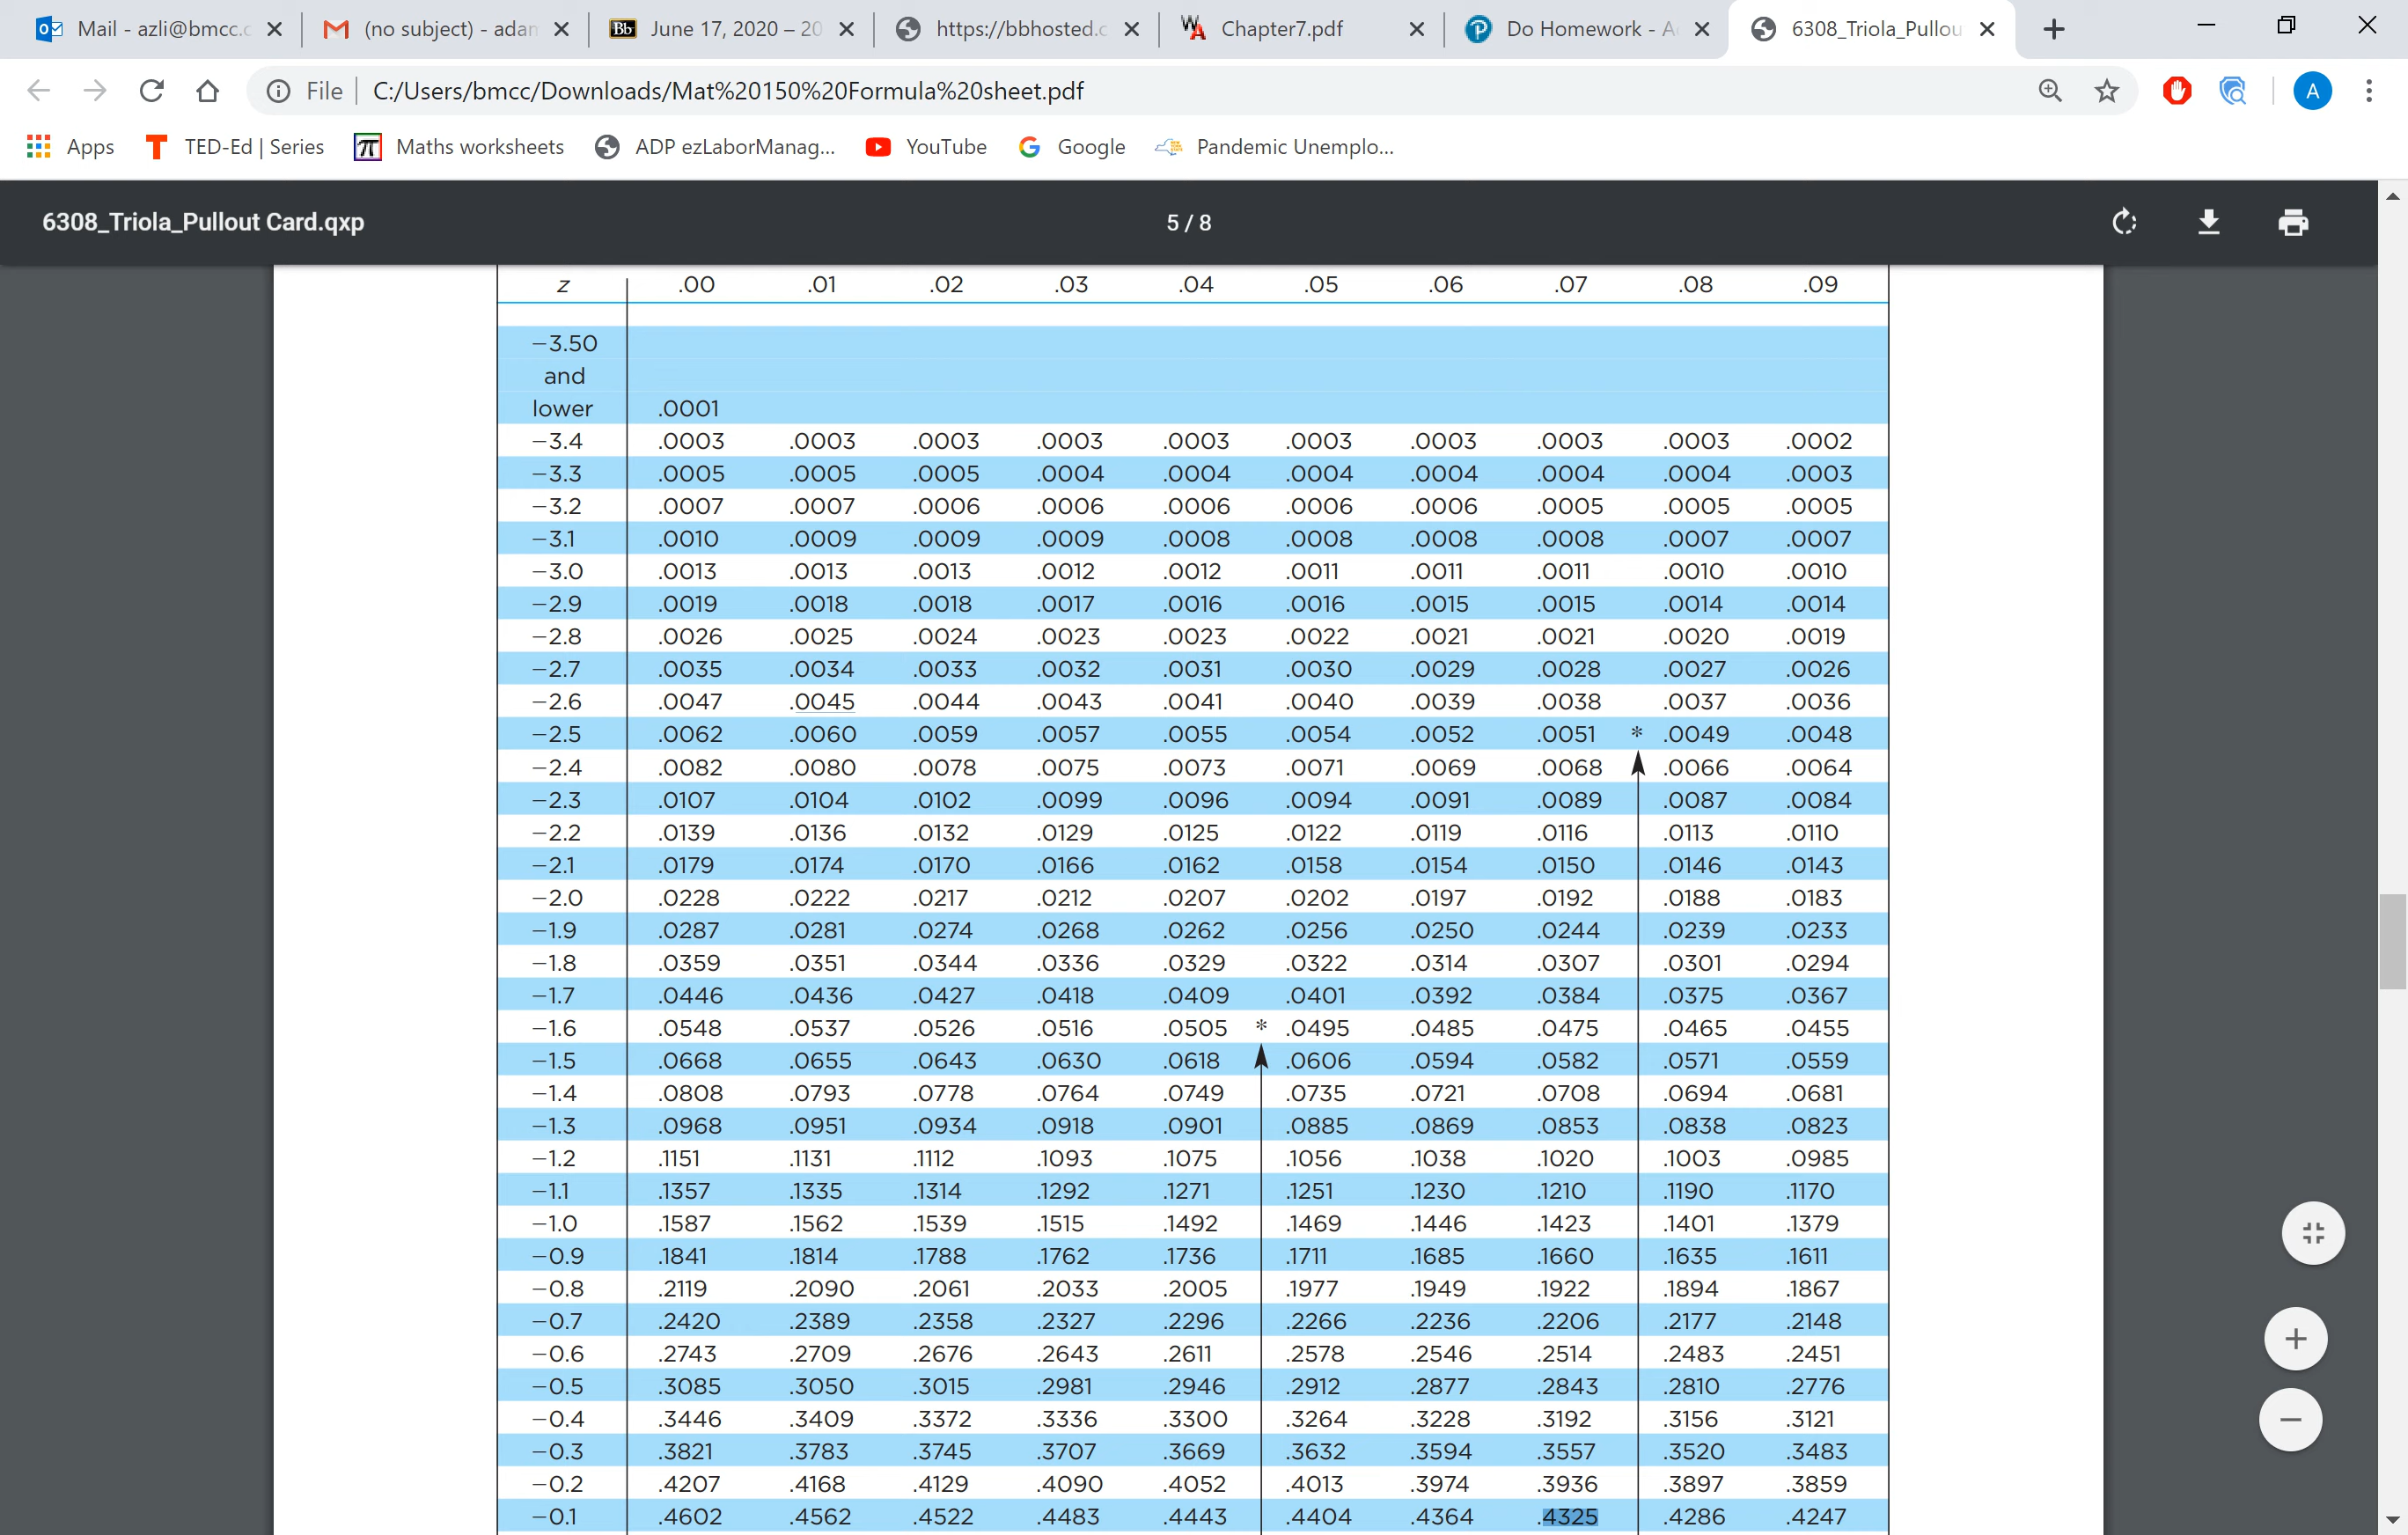 Mail - azli@bmcc.c
(no subject) - adan
Bb June 17, 2020 – 20
https://bbhosted.c
Chapter7.pdf
Do Homework - A
6308_Triola_Pullou
File C:/Users/bmcc/Downloads/Mat%20150%20Formula%20sheet.pdf A
Apps TED-Ed | Series Maths worksheets ADP ezLaborManag... YouTube Google Pandemic Unemplo...
6308_Triola_Pullout Card.qxp 5 / 8
z .00 .01 .02 .03 .04 .05 .06 .07 .08 .09
−3.50
and
lower .0001
−3.4 .0003 .0003 .0003 .0003 .0003 .0003 .0003 .0003 .0003 .0002
−3.3 .0005 .0005 .0005 .0004 .0004 .0004 .0004 .0004 .0004 .0003
−3.2 .0007 .0007 .0006 .0006 .0006 .0006 .0006 .0005 .0005 .0005
−3.1 .0010 .0009 .0009 .0009 .0008 .0008 .0008 .0008 .0007 .0007
−3.0 .0013 .0013 .0013 .0012 .0012 .0011 .0011 .0011 .0010 .0010
−2.9 .0019 .0018 .0018 .0017 .0016 .0016 .0015 .0015 .0014 .0014
−2.8 .0026 .0025 .0024 .0023 .0023 .0022 .0021 .0021 .0020 .0019
−2.7 .0035 .0034 .0033 .0032 .0031 .0030 .0029 .0028 .0027 .0026
−2.6 .0047 .0045 .0044 .0043 .0041 .0040 .0039 .0038 .0037 .0036
−2.5 .0062 .0060 .0059 .0057 .0055 .0054 .0052 .0051 * .0049 .0048
−2.4 .0082 .0080 .0078 .0075 .0073 .0071 .0069 .0068 .0066 .0064
−2.3 .0107 .0104 .0102 .0099 .0096 .0094 .0091 .0089 .0087 .0084
−2.2 .0139 .0136 .0132 .0129 .0125 .0122 .0119 .0116 .0113 .0110
−2.1 .0179 .0174 .0170 .0166 .0162 .0158 .0154 .0150 .0146 .0143
−2.0 .0228 .0222 .0217 .0212 .0207 .0202 .0197 .0192 .0188 .0183
−1.9 .0287 .0281 .0274 .0268 .0262 .0256 .0250 .0244 .0239 .0233
−1.8 .0359 .0351 .0344 .0336 .0329 .0322 .0314 .0307 .0301 .0294
−1.7 .0446 .0436 .0427 .0418 .0409 .0401 .0392 .0384 .0375 .0367
−1.6 .0548 .0537 .0526 .0516 .0505 * .0495 .0485 .0475 .0465 .0455
−1.5 .0668 .0655 .0643 .0630 .0618 .0606 .0594 .0582 .0571 .0559
−1.4 .0808 .0793 .0778 .0764 .0749 .0735 .0721 .0708 .0694 .0681
−1.3 .0968 .0951 .0934 .0918 .0901 .0885 .0869 .0853 .0838 .0823
−1.2 .1151 .1131 .1112 .1093 .1075 .1056 .1038 .1020 .1003 .0985
−1.1 .1357 .1335 .1314 .1292 .1271 .1251 .1230 .1210 .1190 .1170
−1.0 .1587 .1562 .1539 .1515 .1492 .1469 .1446 .1423 .1401 .1379
−0.9 .1841 .1814 .1788 .1762 .1736 .1711 .1685 .1660 .1635 .1611
−0.8 .2119 .2090 .2061 .2033 .2005 .1977 .1949 .1922 .1894 .1867
−0.7 .2420 .2389 .2358 .2327 .2296 .2266 .2236 .2206 .2177 .2148
−0.6 .2743 .2709 .2676 .2643 .2611 .2578 .2546 .2514 .2483 .2451
−0.5 .3085 .3050 .3015 .2981 .2946 .2912 .2877 .2843 .2810 .2776
−0.4 .3446 .3409 .3372 .3336 .3300 .3264 .3228 .3192 .3156 .3121
−0.3 .3821 .3783 .3745 .3707 .3669 .3632 .3594 .3557 .3520 .3483
−0.2 .4207 .4168 .4129 .4090 .4052 .4013 .3974 .3936 .3897 .3859
−0.1 .4602 .4562 .4522 .4483 .4443 .4404 .4364 .4325 .4286 .4247